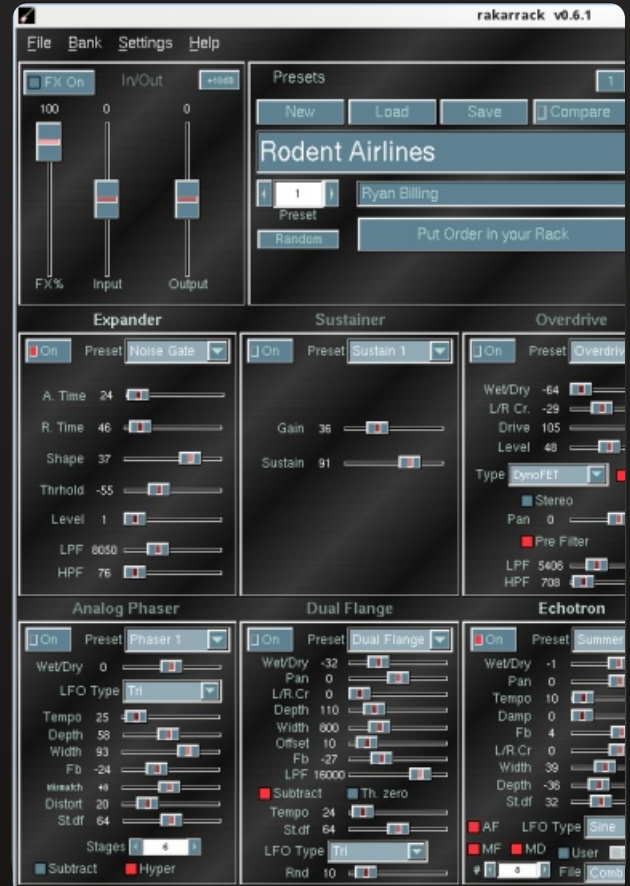 rakarrack v0.6.1
File Bank Settings Help
FX On In/Out +10dB
100 0 0
FX% Input Output
Presets 1
New Load Save Compare
Rodent Airlines
1 Ryan Billing
Preset
Random Put Order in your Rack
Expander
On Preset Noise Gate
A. Time 24
R. Time 46
Shape 37
Thrhold -55
Level 1
LPF 8050
HPF 76
Sustainer
On Preset Sustain 1
Gain 36
Sustain 91
Overdrive
On Preset Overdriv
Wet/Dry -64
L/R Cr. -29
Drive 105
Level 48
Type DynoFET
Stereo
Pan 0
Pre Filter
LPF 5406
HPF 708
Analog Phaser
On Preset Phaser 1
Wet/Dry 0
LFO Type Tri
Tempo 25
Depth 58
Width 93
Fb -24
Mismatch +0
Distort 20
St.df 64
Stages 6
Subtract Hyper
Dual Flange
On Preset Dual Flange
Wet/Dry -32
Pan 0
L/R.Cr 0
Depth 110
Width 800
Offset 10
Fb -27
LPF 16000
Subtract Th. zero
Tempo 24
St.df 64
LFO Type Tri
Rnd 10
Echotron
On Preset Summer
Wet/Dry -1
Pan 0
Tempo 10
Damp 0
Fb 4
L/R.Cr 0
Width 39
Depth -36
St.df 32
AF LFO Type Sine
MF MD User
# 8 File Comb